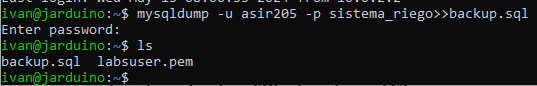 ivan@jarduino:~$ mysqldump -u asir205 -p sistema_riego>>backup.sql
Enter password:
ivan@jarduino:~$ ls
backup.sql  labsuser.pem
ivan@jarduino:~$